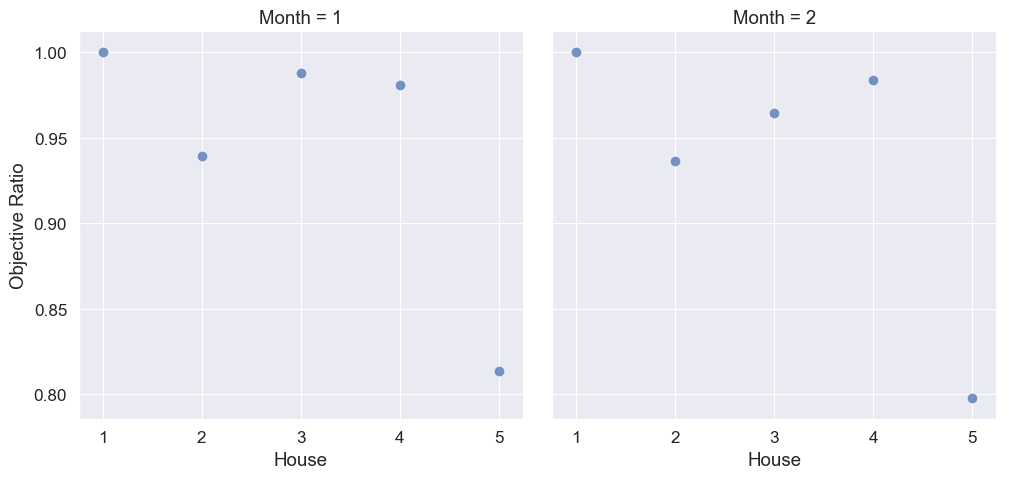 Month = 1
Month = 2
Objective Ratio
1.00
0.95
0.90
0.85
0.80
1 2 3 4 5
1 2 3 4 5
House
House